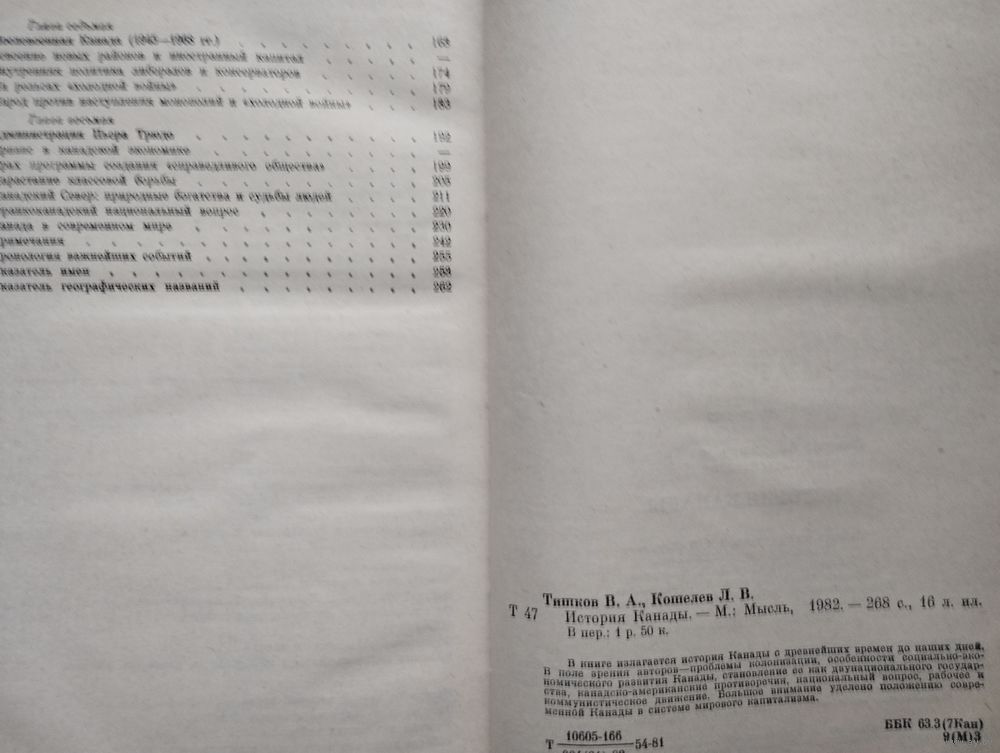 Глава седьмая
Послевоенная Канада (1945—1968 гг.) . . . . . . . 168
новых районов и иностранный капитал . . . . —
внутренняя политика либералов и консерваторов . . . . 174
рельсах «холодной войны» . . . . . . . 179
народ против наступления монополий и «холодной войны» . . . 183
Глава восьмая
администрация Пьера Трюдо . . . . . . . 192
кризис в канадской экономике . . . . . . . —
крах программы создания «справедливого общества» . . . 199
нарастание классовой борьбы . . . . . . . 205
канадский Север: природные богатства и судьбы людей . . . . 211
франкоканадский национальный вопрос . . . . . . 220
канада в современном мире . . . . . . . 230
примечания . . . . . . . . . . 242
хронология важнейших событий . . . . . . . 255
указатель имен . . . . . . . . . 258
указатель географических названий . . . . . . 262
Тишков В. А., Кошелев Л. В.
Т 47 История Канады. — М.: Мысль, 1982. — 268 с., 16 л. ил.
В пер.: 1 р. 50 к.
В книге излагается история Канады с древнейших времен до наших дней.
В поле зрения авторов—проблемы колонизации, особенности социально-эко-
номического развития Канады, становление ее как двунационального государ-
ства, канадско-американские противоречия, национальный вопрос, рабочее и
коммунистическое движение. Большое внимание уделено положению совре-
менной Канады в системе мирового капитализма.
ББК 63.3(7Кан)
9(М)3
Т 10605-166 54-81